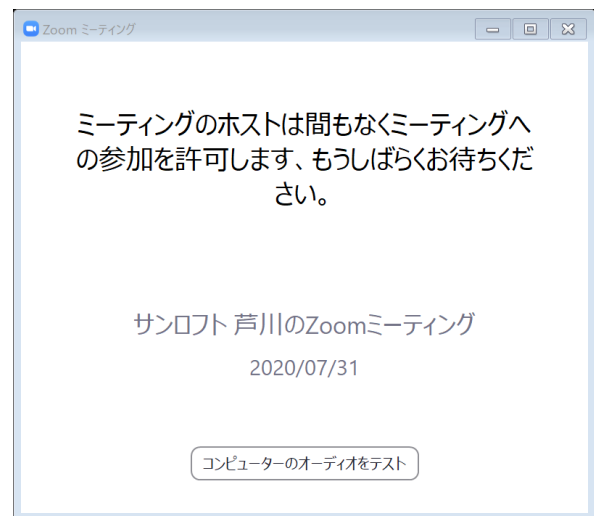 Zoom ミーティング
ミーティングのホストは間もなくミーティングへ
の参加を許可します、もうしばらくお待ちくだ
さい。
サンロフト 芦川のZoomミーティング
2020/07/31
コンピューターのオーディオをテスト